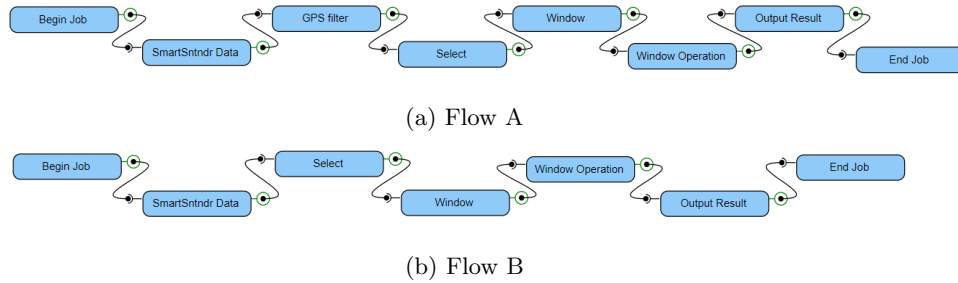 Begin Job
SmartSntndr Data
GPS filter
Select
Window
Window Operation
Output Result
End Job
(a) Flow A
Begin Job
SmartSntndr Data
Select
Window
Window Operation
Output Result
End Job
(b) Flow B